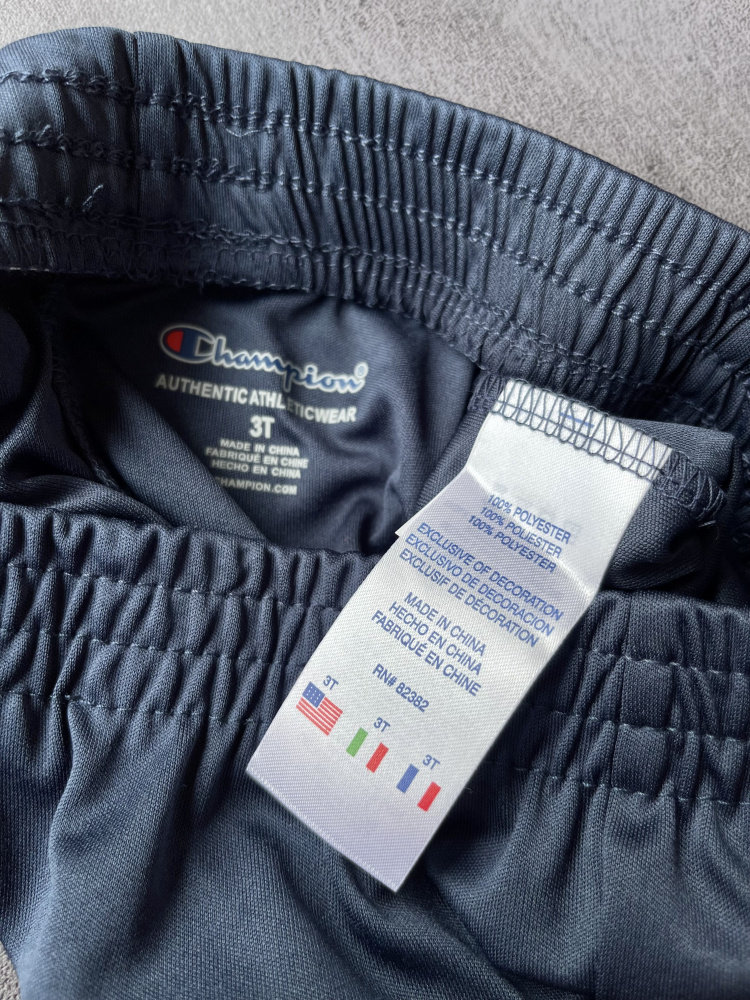 Champion®
AUTHENTIC ATHLETICWEAR
3T
MADE IN CHINA
FABRIQUÉ EN CHINE
HECHO EN CHINA
CHAMPION.COM
100% POLYESTER
100% POLIESTER
100% POLYESTER
EXCLUSIVE OF DECORATION
EXCLUSIVO DE DECORACION
EXCLUSIF DE DECORATION
MADE IN CHINA
HECHO EN CHINA
FABRIQUÉ EN CHINE
RN# 82382
3T
3T
3T